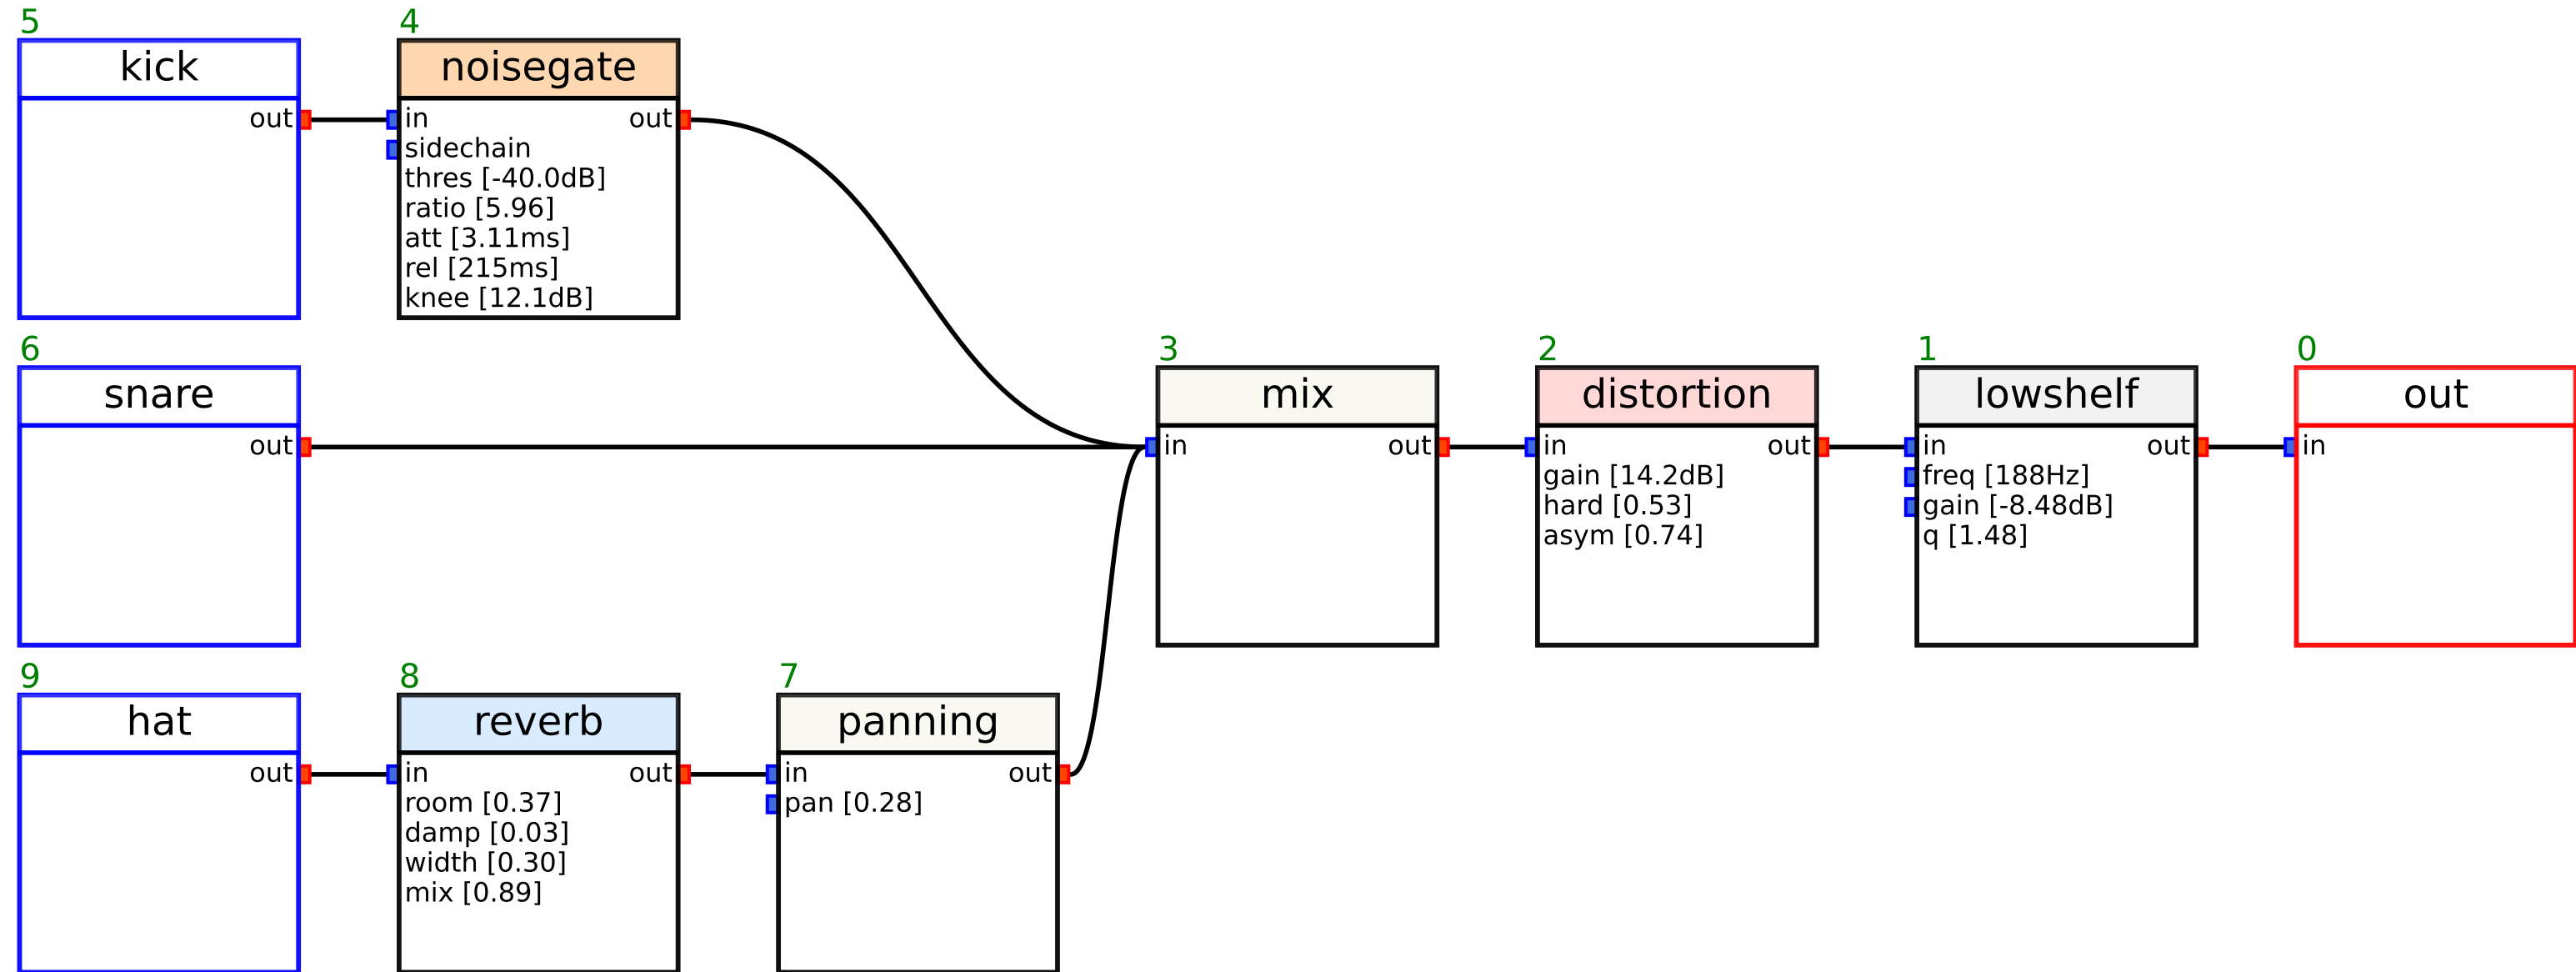 5
kick
out
4
noisegate
in out
sidechain
thres [-40.0dB]
ratio [5.96]
att [3.11ms]
rel [215ms]
knee [12.1dB]
6
snare
out
3
mix
in out
2
distortion
in out
gain [14.2dB]
hard [0.53]
asym [0.74]
1
lowshelf
in out
freq [188Hz]
gain [-8.48dB]
q [1.48]
0
out
in
9
hat
out
8
reverb
in out
room [0.37]
damp [0.03]
width [0.30]
mix [0.89]
7
panning
in out
pan [0.28]